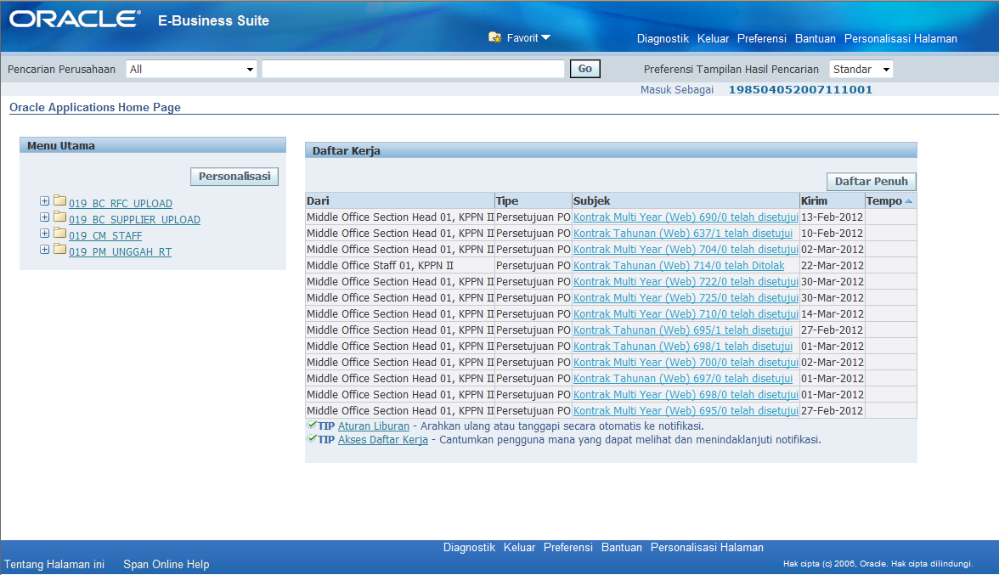 ORACLE® E-Business Suite
Favorit
Diagnostik Keluar Preferensi Bantuan Personalisasi Halaman
Pencarian Perusahaan All Go Preferensi Tampilan Hasil Pencarian Standar
Masuk Sebagai 198504052007111001
Oracle Applications Home Page
Menu Utama
Personalisasi
019_BC_RFC_UPLOAD
019_BC_SUPPLIER_UPLOAD
019_CM_STAFF
019_PM_UNGGAH_RT
Daftar Kerja
Daftar Penuh
Dari Tipe Subjek Kirim Tempo
Middle Office Section Head 01, KPPN II Persetujuan PO Kontrak Multi Year (Web) 690/0 telah disetujui 13-Feb-2012
Middle Office Section Head 01, KPPN II Persetujuan PO Kontrak Tahunan (Web) 637/1 telah disetujui 10-Feb-2012
Middle Office Section Head 01, KPPN II Persetujuan PO Kontrak Multi Year (Web) 704/0 telah disetujui 02-Mar-2012
Middle Office Staff 01, KPPN II Persetujuan PO Kontrak Tahunan (Web) 714/0 telah Ditolak 22-Mar-2012
Middle Office Section Head 01, KPPN II Persetujuan PO Kontrak Multi Year (Web) 722/0 telah disetujui 30-Mar-2012
Middle Office Section Head 01, KPPN II Persetujuan PO Kontrak Multi Year (Web) 725/0 telah disetujui 30-Mar-2012
Middle Office Section Head 01, KPPN II Persetujuan PO Kontrak Multi Year (Web) 710/0 telah disetujui 14-Mar-2012
Middle Office Section Head 01, KPPN II Persetujuan PO Kontrak Tahunan (Web) 695/1 telah disetujui 27-Feb-2012
Middle Office Section Head 01, KPPN II Persetujuan PO Kontrak Tahunan (Web) 698/1 telah disetujui 01-Mar-2012
Middle Office Section Head 01, KPPN II Persetujuan PO Kontrak Multi Year (Web) 700/0 telah disetujui 02-Mar-2012
Middle Office Section Head 01, KPPN II Persetujuan PO Kontrak Tahunan (Web) 697/0 telah disetujui 01-Mar-2012
Middle Office Section Head 01, KPPN II Persetujuan PO Kontrak Multi Year (Web) 698/0 telah disetujui 01-Mar-2012
Middle Office Section Head 01, KPPN II Persetujuan PO Kontrak Multi Year (Web) 695/0 telah disetujui 27-Feb-2012
TIP Aturan Liburan - Arahkan ulang atau tanggapi secara otomatis ke notifikasi.
TIP Akses Daftar Kerja - Cantumkan pengguna mana yang dapat melihat dan menindaklanjuti notifikasi.
Diagnostik Keluar Preferensi Bantuan Personalisasi Halaman
Tentang Halaman ini Span Online Help
Hak cipta (c) 2006, Oracle. Hak cipta dilindungi.